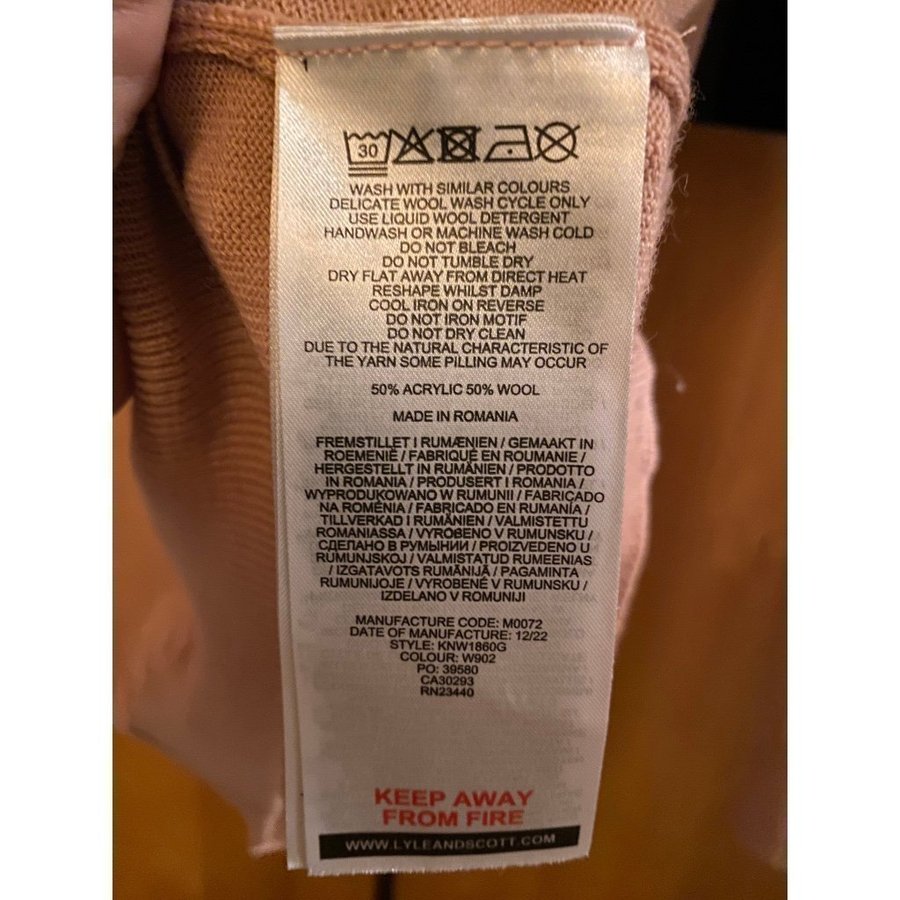 30
WASH WITH SIMILAR COLOURS
DELICATE WOOL WASH CYCLE ONLY
USE LIQUID WOOL DETERGENT
HANDWASH OR MACHINE WASH COLD
DO NOT BLEACH
DO NOT TUMBLE DRY
DRY FLAT AWAY FROM DIRECT HEAT
RESHAPE WHILST DAMP
COOL IRON ON REVERSE
DO NOT IRON MOTIF
DO NOT DRY CLEAN
DUE TO THE NATURAL CHARACTERISTIC OF
THE YARN SOME PILLING MAY OCCUR
50% ACRYLIC 50% WOOL
MADE IN ROMANIA
FREMSTILLET I RUMÆNIEN / GEMAAKT IN
ROEMENIË / FABRIQUÉ EN ROUMANIE /
HERGESTELLT IN RUMÄNIEN / PRODOTTO
IN ROMANIA / PRODUSERT I ROMANIA /
WYPRODUKOWANO W RUMUNII / FABRICADO
NA ROMÉNIA / FABRICADO EN RUMANÍA /
TILLVERKAD I RUMÄNIEN / VALMISTETTU
ROMANIASSA / VYROBENO V RUMUNSKU /
СДЕЛАНО В РУМЫНИИ / PROIZVEDENO U
RUMUNJSKOJ / VALMISTATUD RUMEENIAS
/ IZGATAVOTS RUMĀNIJĀ / PAGAMINTA
RUMUNIJOJE / VYROBENÉ V RUMUNSKU /
IZDELANO V ROMUNIJI
MANUFACTURE CODE: M0072
DATE OF MANUFACTURE: 12/22
STYLE: KNW1860G
COLOUR: W902
PO: 39580
CA30293
RN23440
KEEP AWAY
FROM FIRE
WWW.LYLEANDSCOTT.COM